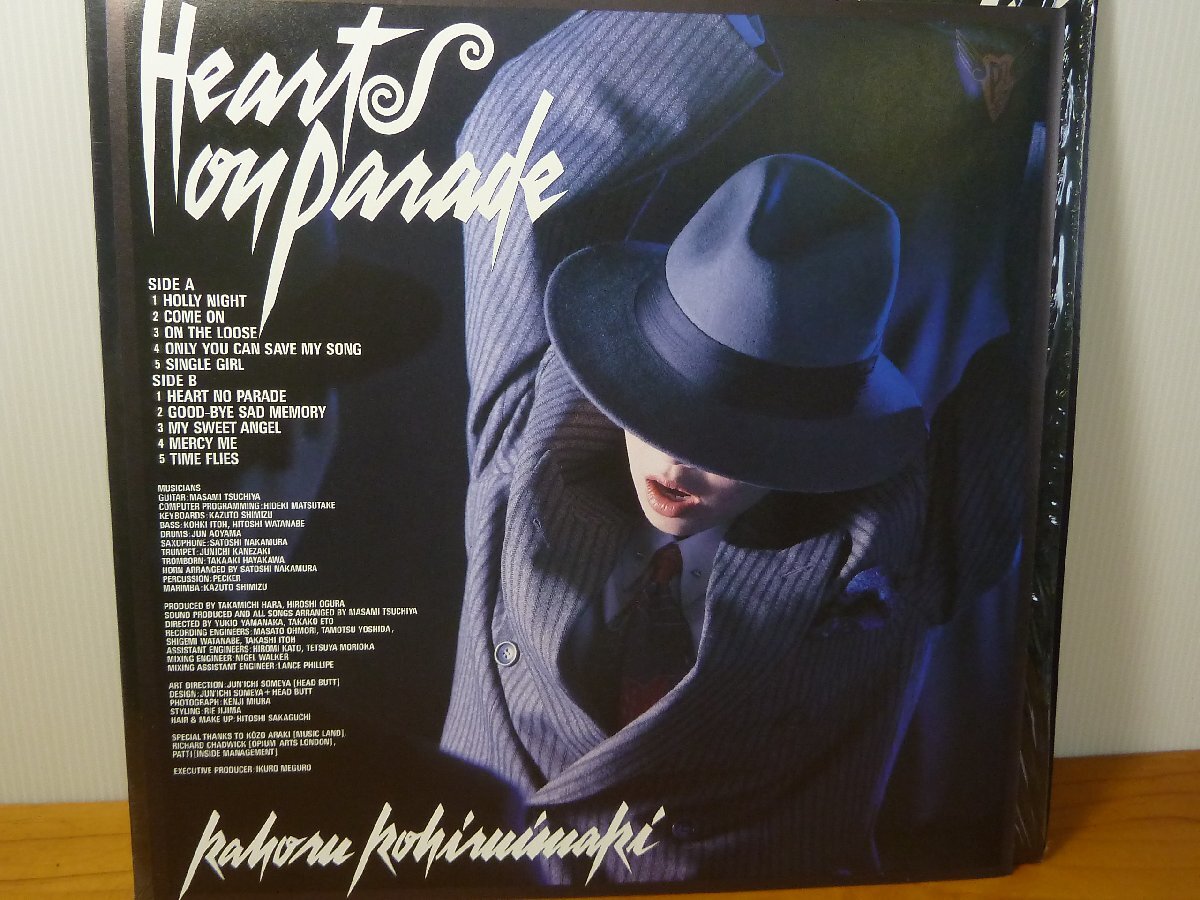 Hearts
on parade
SIDE A
1 HOLLY NIGHT
2 COME ON
3 ON THE LOOSE
4 ONLY YOU CAN SAVE MY SONG
5 SINGLE GIRL
SIDE B
1 HEART NO PARADE
2 GOOD-BYE SAD MEMORY
3 MY SWEET ANGEL
4 MERCY ME
5 TIME FLIES
MUSICIANS
GUITAR:MASAMI TSUCHIYA
COMPUTER PROGRAMMING:HIDEKI MATSUTAKE
KEYBOARDS:KAZUTO SHIMIZU
BASS:KOHKI ITOH, HITOSHI WATANABE
DRUMS:JUN AOYAMA
SAXOPHONE:SATOSHI NAKAMURA
TRUMPET:JUNICHI KANEZAKI
TROMBORN:TAKAAKI HAYAKAWA
HORN ARRANGED BY SATOSHI NAKAMURA
PERCUSSION:PECKER
MARIMBA:KAZUTO SHIMIZU
PRODUCED BY TAKAMICHI HARA, HIROSHI OGURA
SOUND PRODUCED AND ALL SONGS ARRANGED BY MASAMI TSUCHIYA
DIRECTED BY YUKIO YAMANAKA, TAKAKO ETO
RECORDING ENGINEERS:MASATO OHMORI, TAMOTSU YOSHIDA,
SHIGEMI WATANABE, TAKASHI ITOH
ASSISTANT ENGINEERS:HIROMI KATO, TETSUYA MORIOKA
MIXING ENGINEER:NIGEL WALKER
MIXING ASSISTANT ENGINEER:LANCE PHILLIPE
ART DIRECTION:JUN'ICHI SOMEYA [HEAD BUTT]
DESIGN:JUN'ICHI SOMEYA+HEAD BUTT
PHOTOGRAPH:KENJI MIURA
STYLING:RIE IIJIMA
HAIR & MAKE UP:HITOSHI SAKAGUCHI
SPECIAL THANKS TO KŌZO ARAKI [MUSIC LAND],
RICHARD CHADWICK [OPIUM ARTS LONDON],
PATTI [INSIDE MANAGEMENT]
EXECUTIVE PRODUCER:IKURO MEGURO
kahoru kohiruimaki